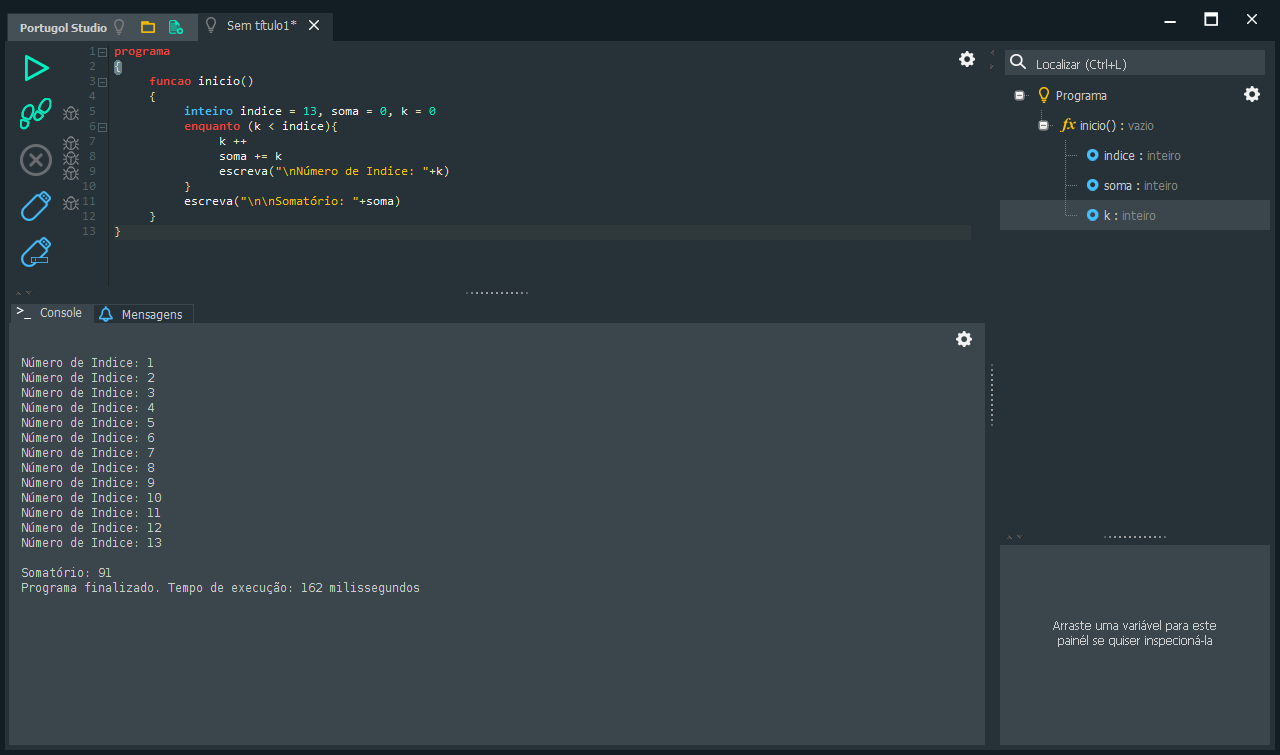 Portugol Studio
Sem título1*
1 programa
2 {
3 funcao inicio()
4 {
5 inteiro indice = 13, soma = 0, k = 0
6 enquanto (k < indice){
7 k ++
8 soma += k
9 escreva("\nNúmero de Indice: "+k)
10 }
11 escreva("\n\nSomatório: "+soma)
12 }
13 }
Localizar (Ctrl+L)
Programa
fx inicio() : vazio
indice : inteiro
soma : inteiro
k : inteiro
>_ Console
Mensagens
Número de Indice: 1
Número de Indice: 2
Número de Indice: 3
Número de Indice: 4
Número de Indice: 5
Número de Indice: 6
Número de Indice: 7
Número de Indice: 8
Número de Indice: 9
Número de Indice: 10
Número de Indice: 11
Número de Indice: 12
Número de Indice: 13
Somatório: 91
Programa finalizado. Tempo de execução: 162 milissegundos
Arraste uma variável para este
painél se quiser inspecioná-la